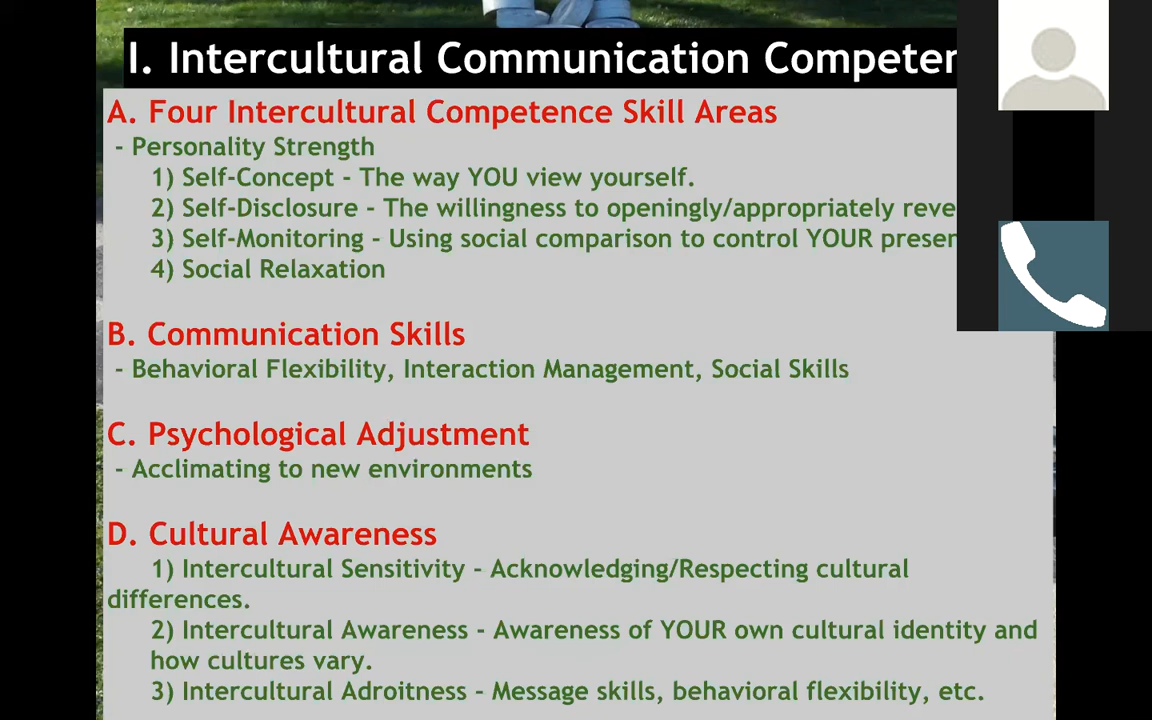 I. Intercultural Communication Competen
A. Four Intercultural Competence Skill Areas
- Personality Strength
1) Self-Concept - The way YOU view yourself.
2) Self-Disclosure - The willingness to openingly/appropriately reve
3) Self-Monitoring - Using social comparison to control YOUR presen
4) Social Relaxation
B. Communication Skills
- Behavioral Flexibility, Interaction Management, Social Skills
C. Psychological Adjustment
- Acclimating to new environments
D. Cultural Awareness
1) Intercultural Sensitivity - Acknowledging/Respecting cultural
differences.
2) Intercultural Awareness - Awareness of YOUR own cultural identity and
how cultures vary.
3) Intercultural Adroitness - Message skills, behavioral flexibility, etc.